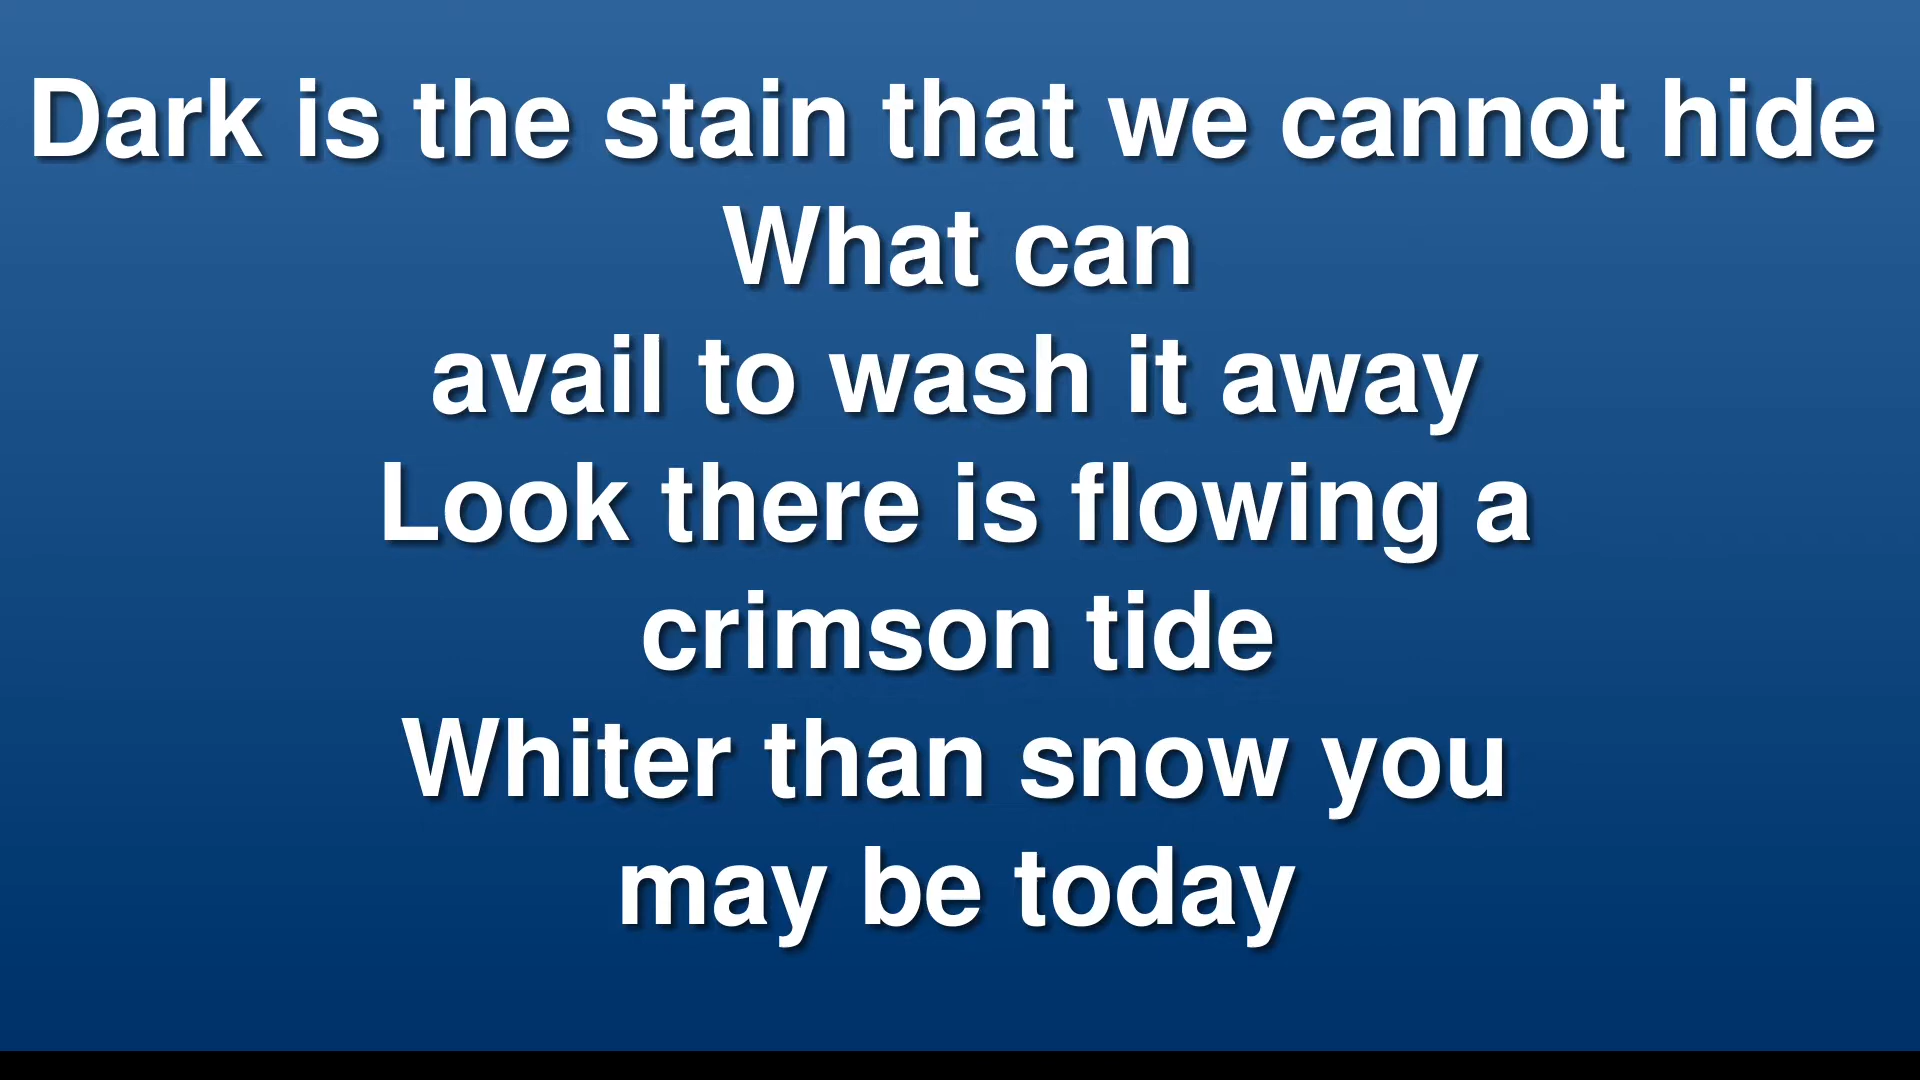 Dark is the stain that we cannot hide
What can
avail to wash it away
Look there is flowing a
crimson tide
Whiter than snow you
may be today